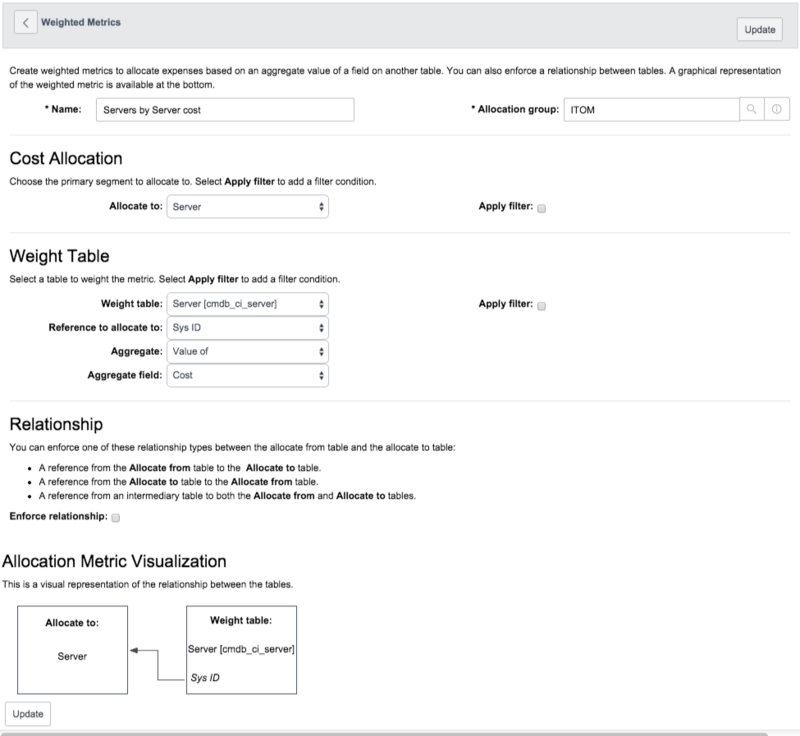 Weighted Metrics
Update
Create weighted metrics to allocate expenses based on an aggregate value of a field on another table. You can also enforce a relationship between tables. A graphical representation
of the weighted metric is available at the bottom.
* Name: Servers by Server cost * Allocation group: ITOM
Cost Allocation
Choose the primary segment to allocate to. Select Apply filter to add a filter condition.
Allocate to: Server Apply filter:
Weight Table
Select a table to weight the metric. Select Apply filter to add a filter condition.
Weight table: Server [cmdb_ci_server] Apply filter:
Reference to allocate to: Sys ID
Aggregate: Value of
Aggregate field: Cost
Relationship
You can enforce one of these relationship types between the allocate from table and the allocate to table:
• A reference from the Allocate from table to the Allocate to table.
• A reference from the Allocate to table to the Allocate from table.
• A reference from an intermediary table to both the Allocate from and Allocate to tables.
Enforce relationship:
Allocation Metric Visualization
This is a visual representation of the relationship between the tables.
Allocate to:
Server
Weight table:
Server [cmdb_ci_server]
Sys ID
Update